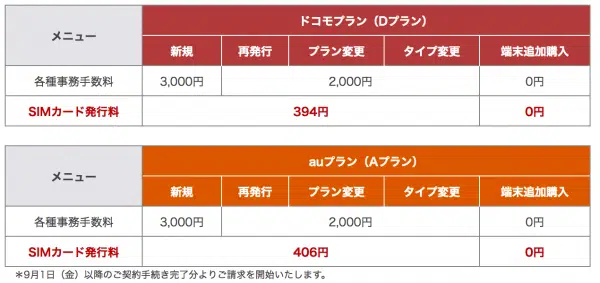 メニュー
ドコモプラン（Dプラン）
新規 再発行 プラン変更 タイプ変更 端末追加購入
各種事務手数料 3,000円 2,000円 0円
SIMカード発行料 394円 0円
メニュー
auプラン（Aプラン）
新規 再発行 プラン変更 タイプ変更 端末追加購入
各種事務手数料 3,000円 2,000円 0円
SIMカード発行料 406円 0円
＊9月1日（金）以降のご契約手続き完了分よりご請求を開始いたします。